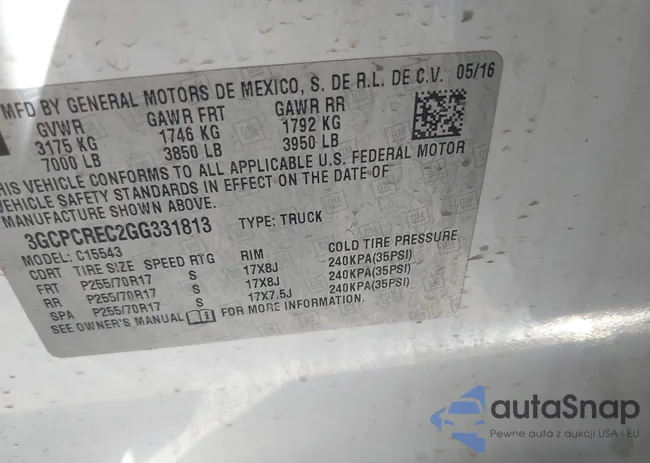 MFD BY GENERAL MOTORS DE MEXICO, S. DE R.L. DE C.V. 05/16
GVWR GAWR FRT GAWR RR
3175 KG 1746 KG 1792 KG
7000 LB 3850 LB 3950 LB
THIS VEHICLE CONFORMS TO ALL APPLICABLE U.S. FEDERAL MOTOR
VEHICLE SAFETY STANDARDS IN EFFECT ON THE DATE OF
MANUFACTURE SHOWN ABOVE.
3GCPCREC2GG331813 TYPE: TRUCK
MODEL: C15543
CDRT TIRE SIZE SPEED RTG RIM COLD TIRE PRESSURE
FRT P255/70R17 S 17X8J 240KPA(35PSI)
RR P255/70R17 S 17X8J 240KPA(35PSI)
SPA P255/70R17 S 17X7.5J 240KPA(35PSI)
SEE OWNER'S MANUAL FOR MORE INFORMATION.
autaSnap
Pewne auta z aukcji USA i EU